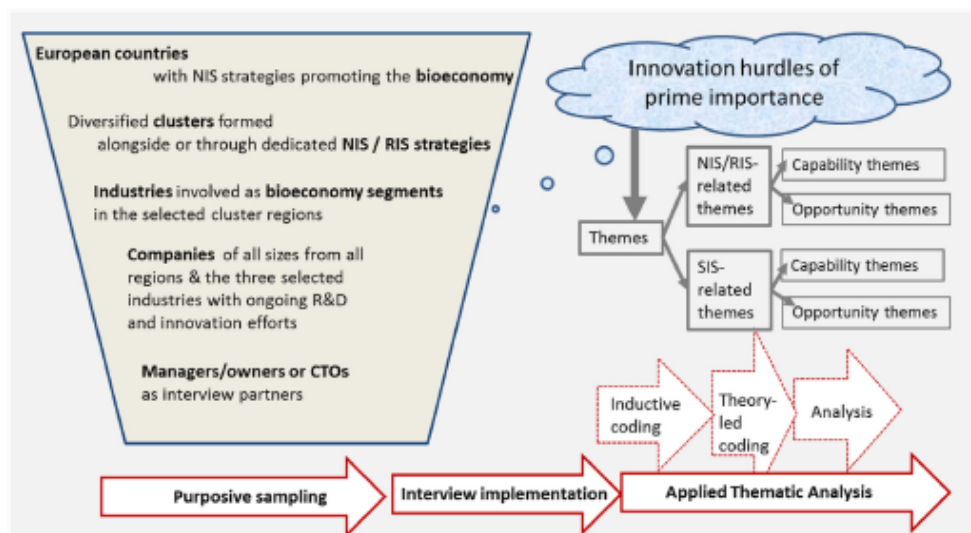 European countries
with NIS strategies promoting the bioeconomy
Diversified clusters formed
alongside or through dedicated NIS / RIS strategies
Industries involved as bioeconomy segments
in the selected cluster regions
Companies of all sizes from all
regions & the three selected
industries with ongoing R&D
and innovation efforts
Managers/owners or CTOs
as interview partners
Innovation hurdles of
prime importance
Themes
NIS/RIS-
related
themes
Capability themes
Opportunity themes
SIS-
related
themes
Capability themes
Opportunity themes
Inductive
coding
Theory-
led
coding
Analysis
Purposive sampling
Interview implementation
Applied Thematic Analysis